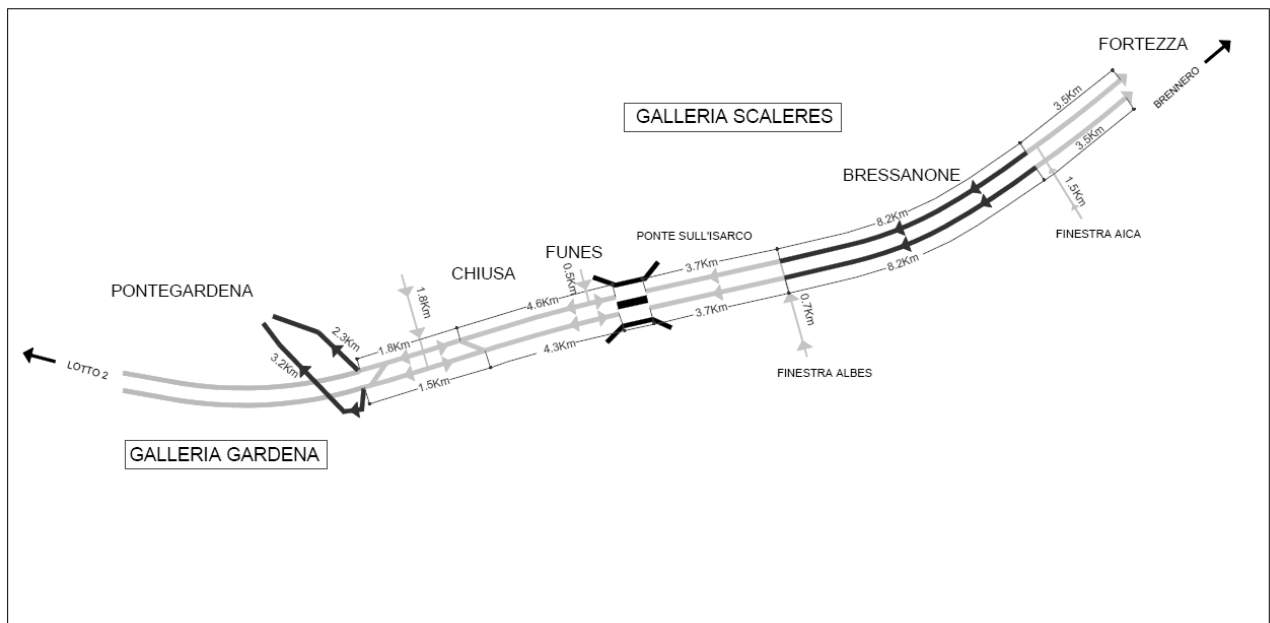 FORTEZZA
BRENNERO
3.5Km
GALLERIA SCALERES
3.5Km
BRESSANONE
1.5Km
8.2Km
FINESTRA AICA
PONTE SULL'ISARCO
FUNES
3.7Km
8.2Km
CHIUSA
0.5Km
PONTEGARDENA
1.8Km
4.6Km
3.7Km
0.7Km
2.3Km
1.8Km
4.3Km
3.2Km
LOTTO 2
FINESTRA ALBES
1.5Km
GALLERIA GARDENA